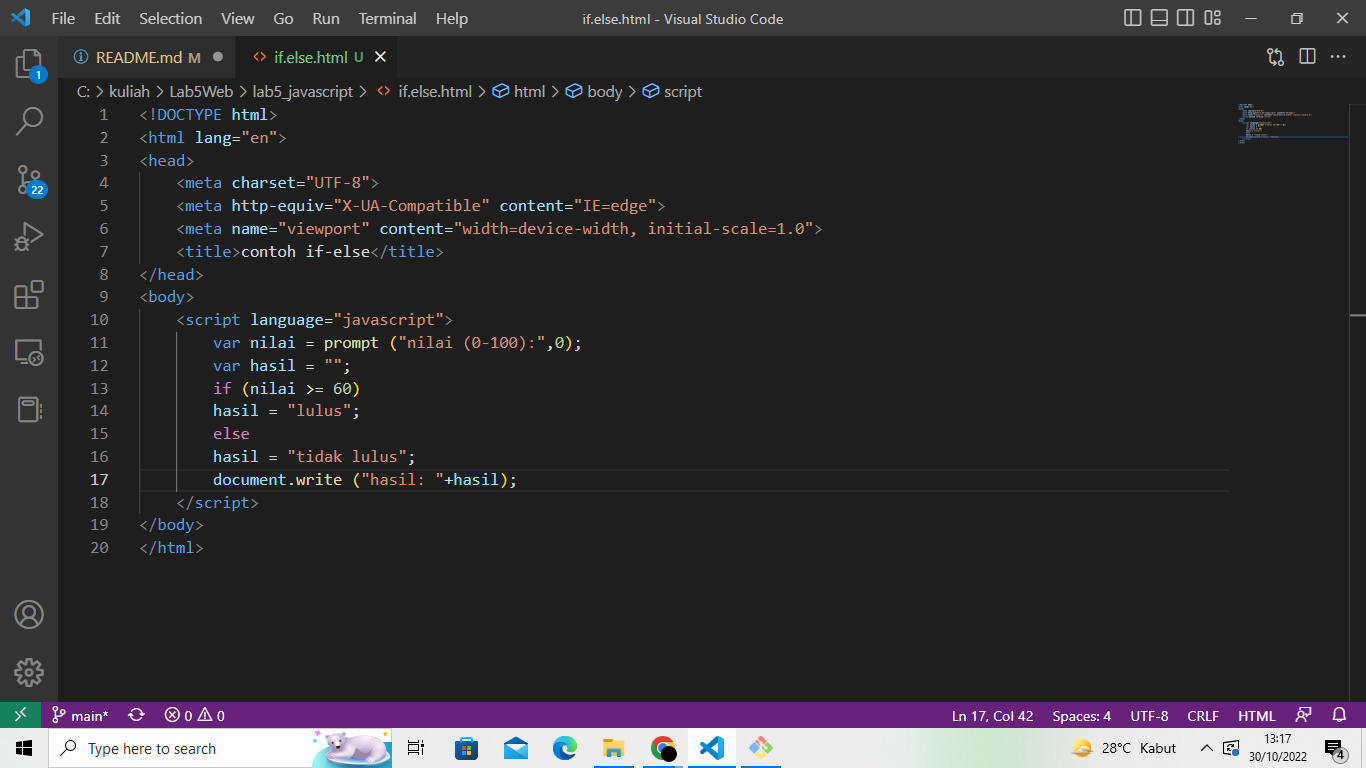 File Edit Selection View Go Run Terminal Help if.else.html - Visual Studio Code
README.md M if.else.html U
C: > kuliah > Lab5Web > lab5_javascript > if.else.html > html > body > script
1 <!DOCTYPE html>
2 <html lang="en">
3 <head>
4 <meta charset="UTF-8">
5 <meta http-equiv="X-UA-Compatible" content="IE=edge">
6 <meta name="viewport" content="width=device-width, initial-scale=1.0">
7 <title>contoh if-else</title>
8 </head>
9 <body>
10 <script language="javascript">
11 var nilai = prompt ("nilai (0-100):",0);
12 var hasil = "";
13 if (nilai >= 60)
14 hasil = "lulus";
15 else
16 hasil = "tidak lulus";
17 document.write ("hasil: "+hasil);
18 </script>
19 </body>
20 </html>
1
22
main* 0 0 Ln 17, Col 42 Spaces: 4 UTF-8 CRLF HTML
Type here to search 28°C Kabut 13:17
30/10/2022
4